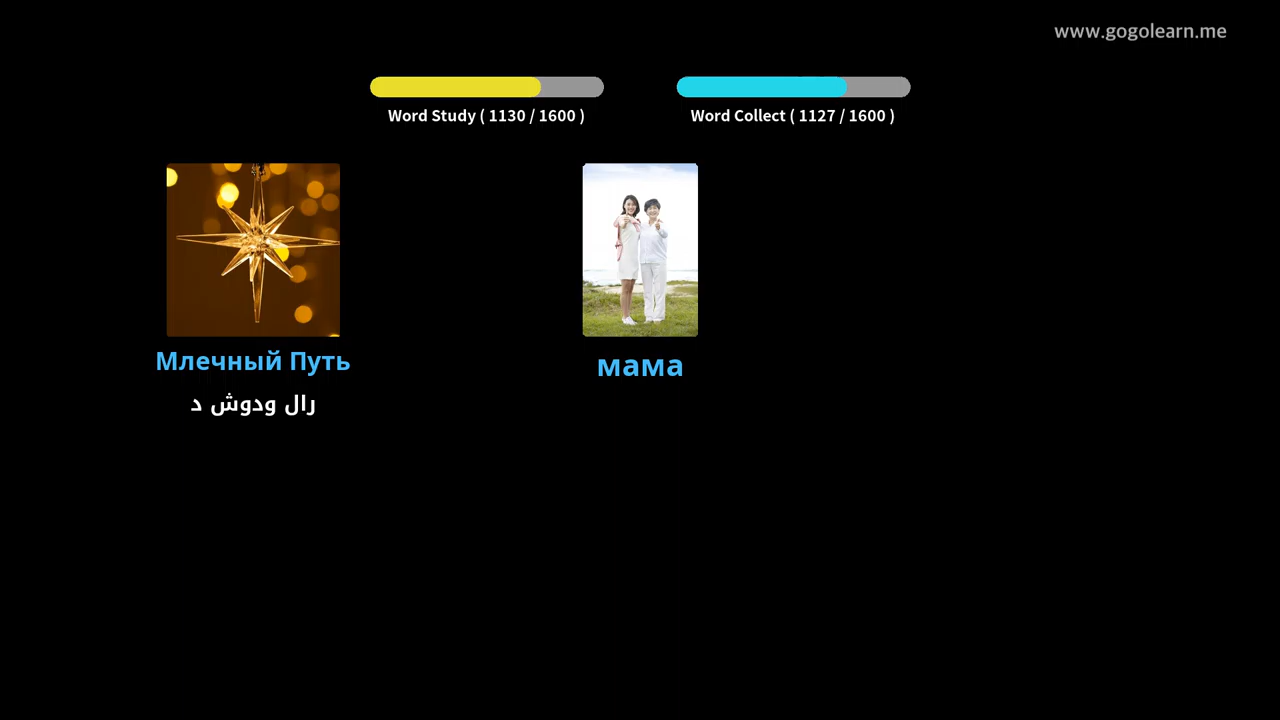 www.gogolearn.me
Word Study ( 1130 / 1600 )
Word Collect ( 1127 / 1600 )
Млечный Путь
رال ودوش د
мама